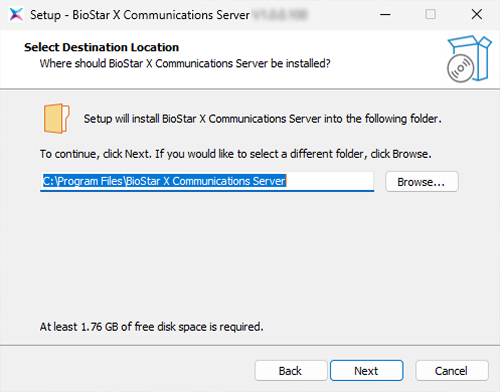 Setup - BioStar X Communications Server
Select Destination Location
Where should BioStar X Communications Server be installed?
Setup will install BioStar X Communications Server into the following folder.
To continue, click Next. If you would like to select a different folder, click Browse.
C:\Program Files\BioStar X Communications Server
Browse...
At least 1.76 GB of free disk space is required.
Back
Next
Cancel